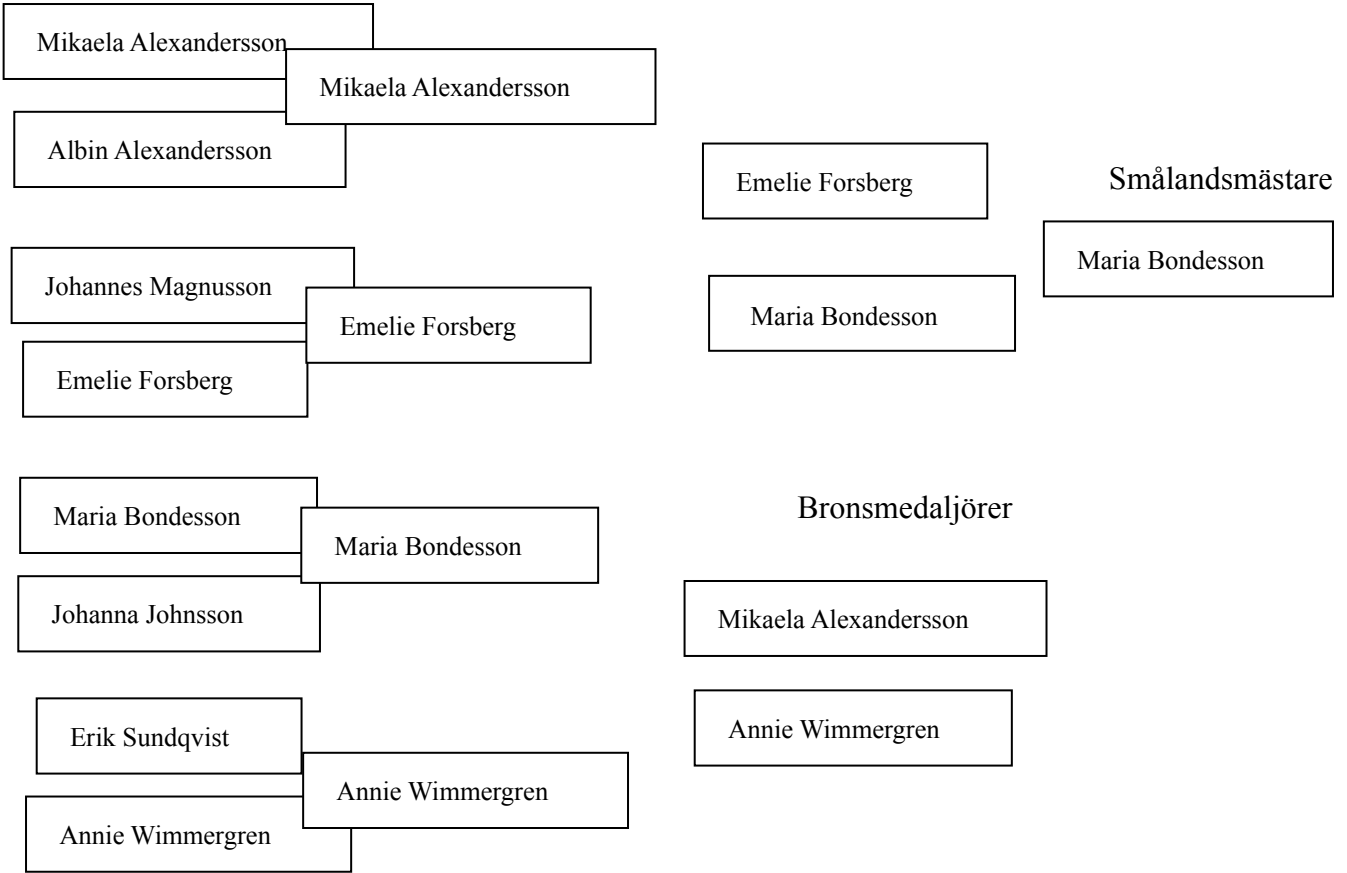 Mikaela Alexandersson
Mikaela Alexandersson
Albin Alexandersson
Johannes Magnusson
Emelie Forsberg
Emelie Forsberg
Maria Bondesson
Maria Bondesson
Johanna Johnsson
Erik Sundqvist
Annie Wimmergren
Annie Wimmergren
Emelie Forsberg
Maria Bondesson
Smålandsmästare
Maria Bondesson
Bronsmedaljörer
Mikaela Alexandersson
Annie Wimmergren